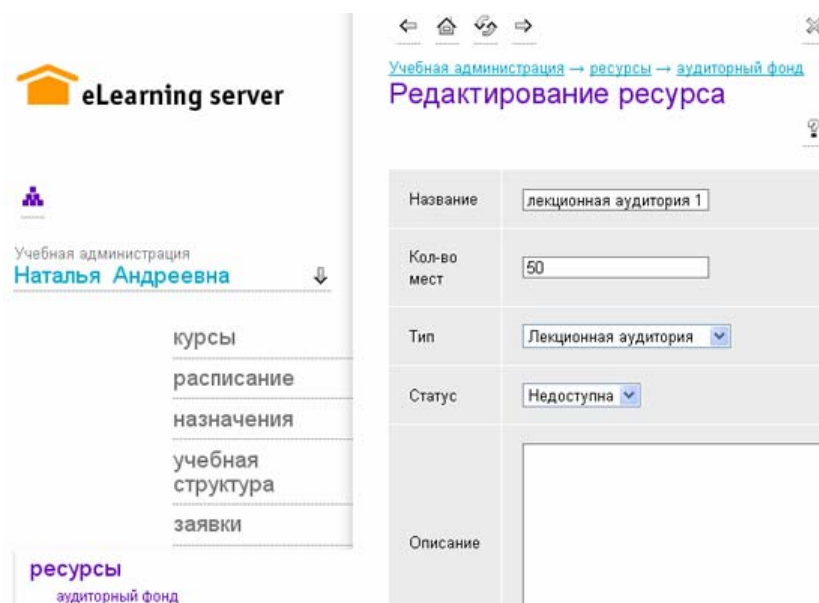 eLearning server
Учебная администрация
Наталья Андреевна
курсы
расписание
назначения
учебная
структура
заявки
ресурсы
аудиторный фонд
Учебная администрация → ресурсы → аудиторный фонд
Редактирование ресурса
?
Название
лекционная аудитория 1
Кол-во
мест
50
Тип
Лекционная аудитория
Статус
Недоступна
Описание